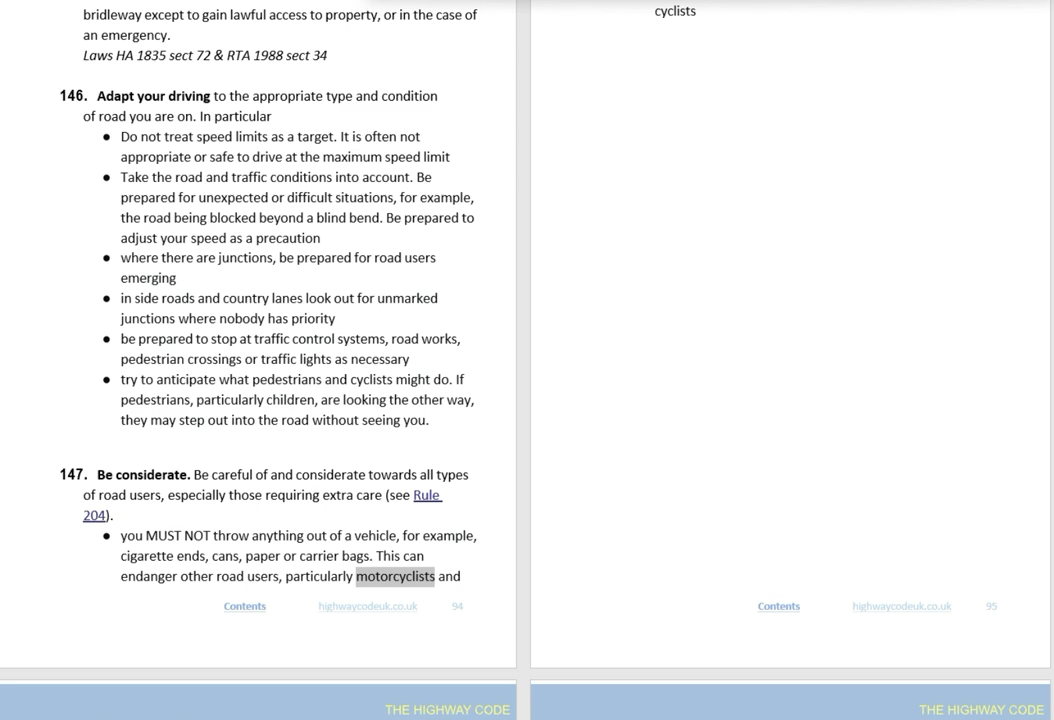 bridleway except to gain lawful access to property, or in the case of
an emergency.
Laws HA 1835 sect 72 & RTA 1988 sect 34
146. Adapt your driving to the appropriate type and condition
of road you are on. In particular
● Do not treat speed limits as a target. It is often not
appropriate or safe to drive at the maximum speed limit
● Take the road and traffic conditions into account. Be
prepared for unexpected or difficult situations, for example,
the road being blocked beyond a blind bend. Be prepared to
adjust your speed as a precaution
● where there are junctions, be prepared for road users
emerging
● in side roads and country lanes look out for unmarked
junctions where nobody has priority
● be prepared to stop at traffic control systems, road works,
pedestrian crossings or traffic lights as necessary
● try to anticipate what pedestrians and cyclists might do. If
pedestrians, particularly children, are looking the other way,
they may step out into the road without seeing you.
147. Be considerate. Be careful of and considerate towards all types
of road users, especially those requiring extra care (see Rule
204).
● you MUST NOT throw anything out of a vehicle, for example,
cigarette ends, cans, paper or carrier bags. This can
endanger other road users, particularly motorcyclists and
Contents highwaycodeuk.co.uk 94
THE HIGHWAY CODE
cyclists
Contents highwaycodeuk.co.uk 95
THE HIGHWAY CODE